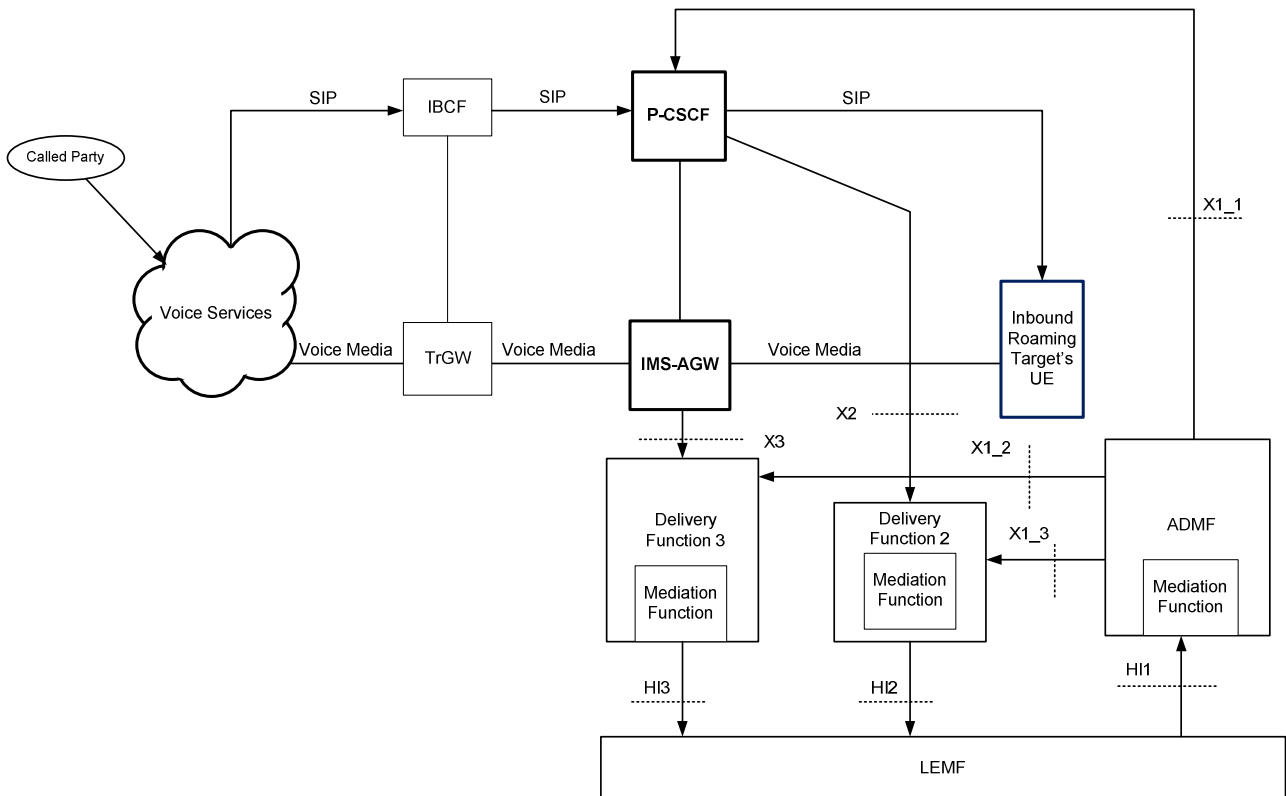 SIP
IBCF
SIP
P-CSCF
SIP
Called Party
X1_1
Voice Services
Inbound
Roaming
Target's
UE
Voice Media
TrGW
Voice Media
IMS-AGW
Voice Media
X2
X3
X1_2
Delivery
Function 3
Delivery
Function 2
ADMF
X1_3
Mediation
Function
Mediation
Function
Mediation
Function
HI3
HI2
HI1
LEMF